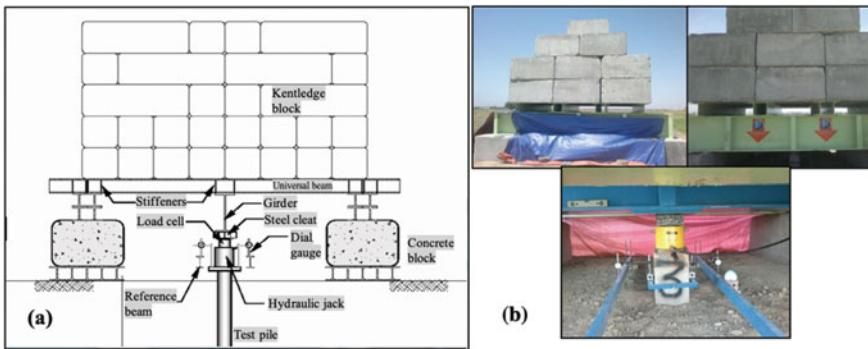 Kentledge
block
Universal beam
Stiffeners
Girder
Load cell
Steel cleat
Dial
gauge
Concrete
block
Reference
beam
Hydraulic jack
Test pile
(a)
(b)
3